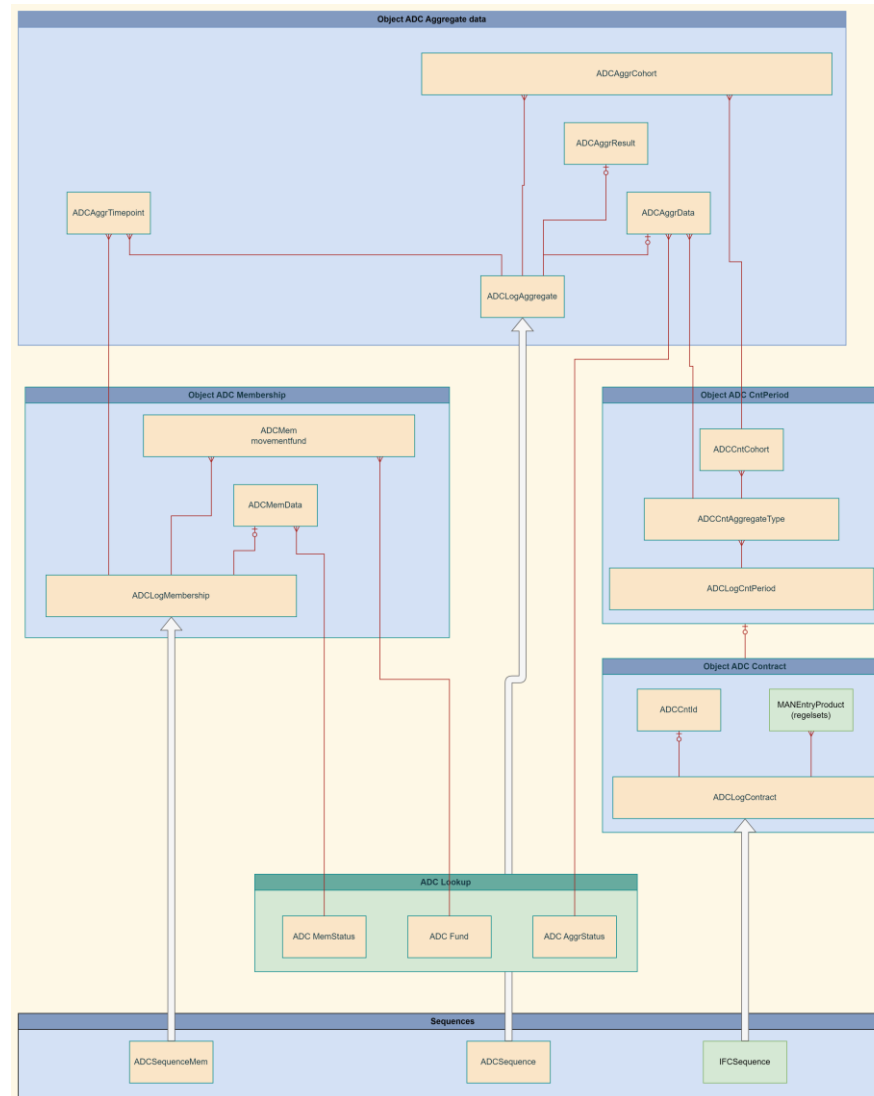 Object ADC Aggregate data
ADCAggrCohort
ADCAggrResult
ADCAggrTimepoint
ADCAggrData
ADCLogAggregate
Object ADC Membership
ADCMem
movementfund
ADCMemData
ADCLogMembership
Object ADC CntPeriod
ADCCntCohort
ADCCntAggregateType
ADCLogCntPeriod
Object ADC Contract
ADCCntId
MANEntryProduct
(regelsets)
ADCLogContract
ADC Lookup
ADC MemStatus
ADC Fund
ADC AggrStatus
Sequences
ADCSequenceMem
ADCSequence
IFCSequence